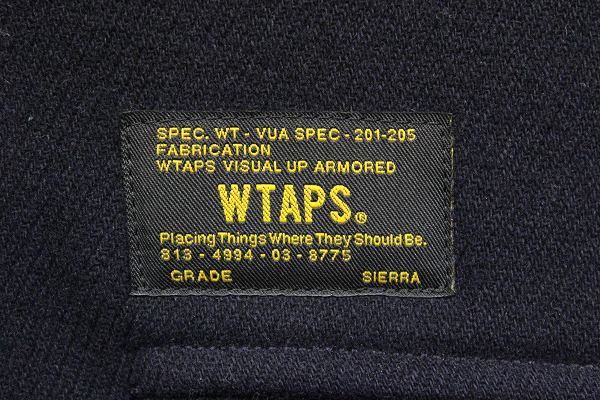 SPEC. WT - VUA SPEC - 201-205
FABRICATION
WTAPS VISUAL UP ARMORED
WTAPS®
Placing Things Where They Should Be.
813 - 4994 - 03 - 8775
GRADE SIERRA